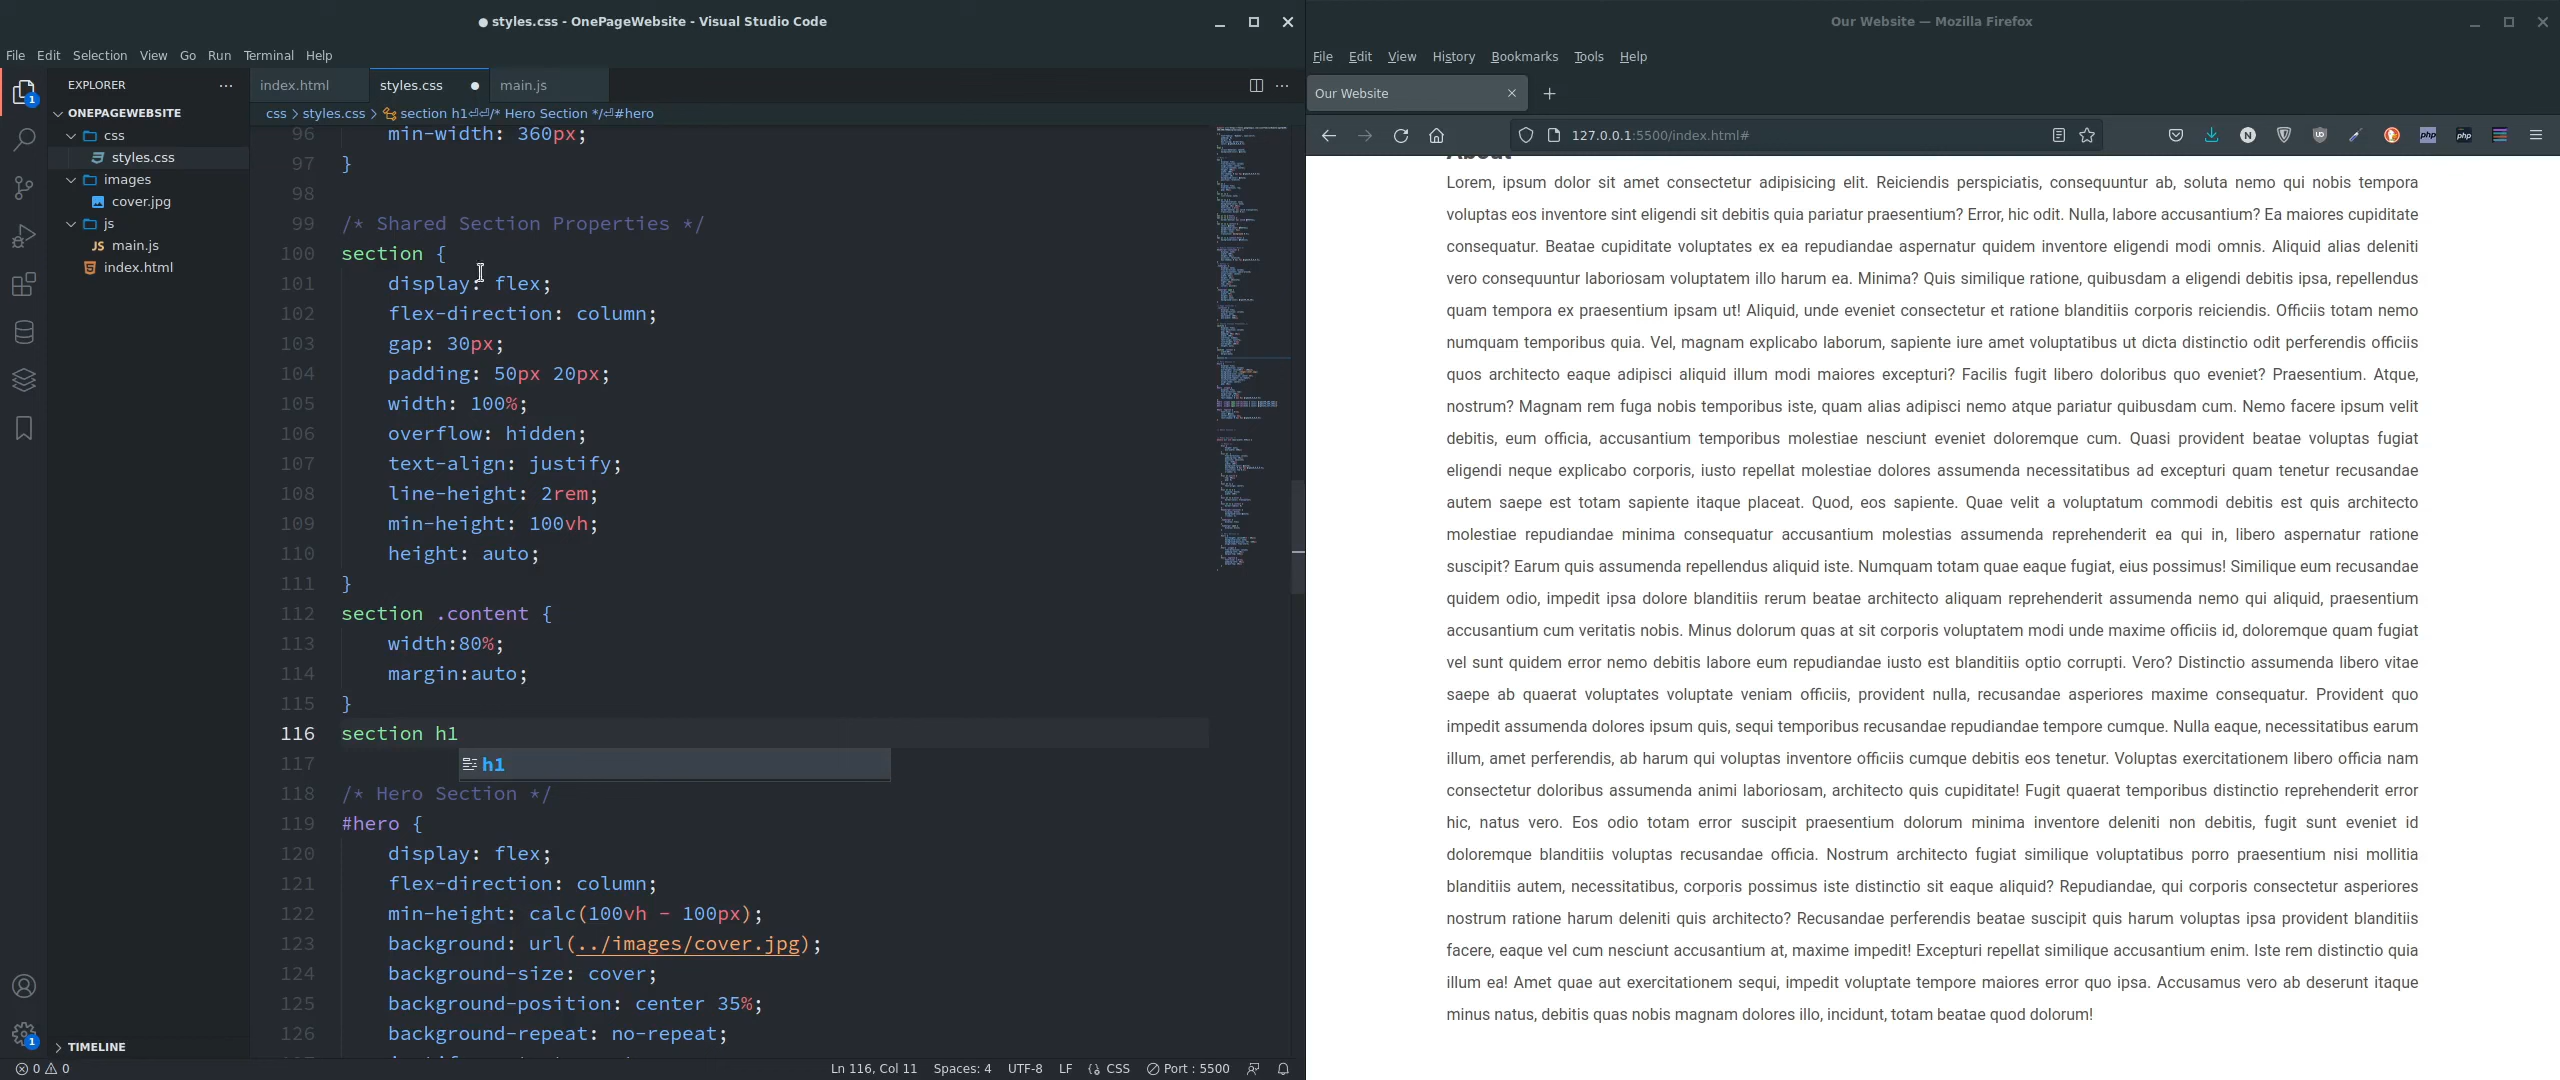 ● styles.css - OnePageWebsite - Visual Studio Code
File Edit Selection View Go Run Terminal Help
EXPLORER
index.html
styles.css
main.js
ONEPAGEWEBSITE
css
styles.css
images
cover.jpg
js
main.js
index.html
TIMELINE
1
1
css > styles.css > section h1⏎⏎/* Hero Section */⏎#hero
96 min-width: 360px;
97 }
98
99 /* Shared Section Properties */
100 section {
101 display: flex;
102 flex-direction: column;
103 gap: 30px;
104 padding: 50px 20px;
105 width: 100%;
106 overflow: hidden;
107 text-align: justify;
108 line-height: 2rem;
109 min-height: 100vh;
110 height: auto;
111 }
112 section .content {
113 width:80%;
114 margin:auto;
115 }
116 section h1
117
h1
118 /* Hero Section */
119 #hero {
120 display: flex;
121 flex-direction: column;
122 min-height: calc(100vh - 100px);
123 background: url(../images/cover.jpg);
124 background-size: cover;
125 background-position: center 35%;
126 background-repeat: no-repeat;
0 0
Ln 116, Col 11 Spaces: 4 UTF-8 LF CSS Port : 5500
Our Website — Mozilla Firefox
File Edit View History Bookmarks Tools Help
Our Website
127.0.0.1:5500/index.html#
About
Lorem, ipsum dolor sit amet consectetur adipisicing elit. Reiciendis perspiciatis, consequuntur ab, soluta nemo qui nobis tempora
voluptas eos inventore sint eligendi sit debitis quia pariatur praesentium? Error, hic odit. Nulla, labore accusantium? Ea maiores cupiditate
consequatur. Beatae cupiditate voluptates ex ea repudiandae aspernatur quidem inventore eligendi modi omnis. Aliquid alias deleniti
vero consequuntur laboriosam voluptatem illo harum ea. Minima? Quis similique ratione, quibusdam a eligendi debitis ipsa, repellendus
quam tempora ex praesentium ipsam ut! Aliquid, unde eveniet consectetur et ratione blanditiis corporis reiciendis. Officiis totam nemo
numquam temporibus quia. Vel, magnam explicabo laborum, sapiente iure amet voluptatibus ut dicta distinctio odit perferendis officiis
quos architecto eaque adipisci aliquid illum modi maiores excepturi? Facilis fugit libero doloribus quo eveniet? Praesentium. Atque,
nostrum? Magnam rem fuga nobis temporibus iste, quam alias adipisci nemo atque pariatur quibusdam cum. Nemo facere ipsum velit
debitis, eum officia, accusantium temporibus molestiae nesciunt eveniet doloremque cum. Quasi provident beatae voluptas fugiat
eligendi neque explicabo corporis, iusto repellat molestiae dolores assumenda necessitatibus ad excepturi quam tenetur recusandae
autem saepe est totam sapiente itaque placeat. Quod, eos sapiente. Quae velit a voluptatum commodi debitis est quis architecto
molestiae repudiandae minima consequatur accusantium molestias assumenda reprehenderit ea qui in, libero aspernatur ratione
suscipit? Earum quis assumenda repellendus aliquid iste. Numquam totam quae eaque fugiat, eius possimus! Similique eum recusandae
quidem odio, impedit ipsa dolore blanditiis rerum beatae architecto aliquam reprehenderit assumenda nemo qui aliquid, praesentium
accusantium cum veritatis nobis. Minus dolorum quas at sit corporis voluptatem modi unde maxime officiis id, doloremque quam fugiat
vel sunt quidem error nemo debitis labore eum repudiandae iusto est blanditiis optio corrupti. Vero? Distinctio assumenda libero vitae
saepe ab quaerat voluptates voluptate veniam officiis, provident nulla, recusandae asperiores maxime consequatur. Provident quo
impedit assumenda dolores ipsum quis, sequi temporibus recusandae repudiandae tempore cumque. Nulla eaque, necessitatibus earum
illum, amet perferendis, ab harum qui voluptas inventore officiis cumque debitis eos tenetur. Voluptas exercitationem libero officia nam
consectetur doloribus assumenda animi laboriosam, architecto quis cupiditate! Fugit quaerat temporibus distinctio reprehenderit error
hic, natus vero. Eos odio totam error suscipit praesentium dolorum minima inventore deleniti non debitis, fugit sunt eveniet id
doloremque blanditiis voluptas recusandae officia. Nostrum architecto fugiat similique voluptatibus porro praesentium nisi mollitia
blanditiis autem, necessitatibus, corporis possimus iste distinctio sit eaque aliquid? Repudiandae, qui corporis consectetur asperiores
nostrum ratione harum deleniti quis architecto? Recusandae perferendis beatae suscipit quis harum voluptas ipsa provident blanditiis
facere, eaque vel cum nesciunt accusantium at, maxime impedit! Excepturi repellat similique accusantium enim. Iste rem distinctio quia
illum ea! Amet quae aut exercitationem sequi, impedit voluptate tempore maiores error quo ipsa. Accusamus vero ab deserunt itaque
minus natus, debitis quas nobis magnam dolores illo, incidunt, totam beatae quod dolorum!